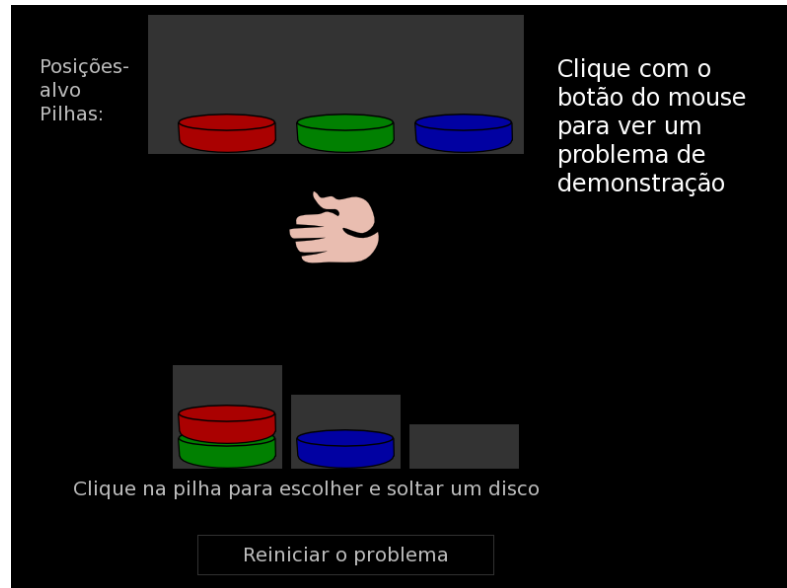 Posições-
alvo
Pilhas:
Clique com o
botão do mouse
para ver um
problema de
demonstração
Clique na pilha para escolher e soltar um disco
Reiniciar o problema